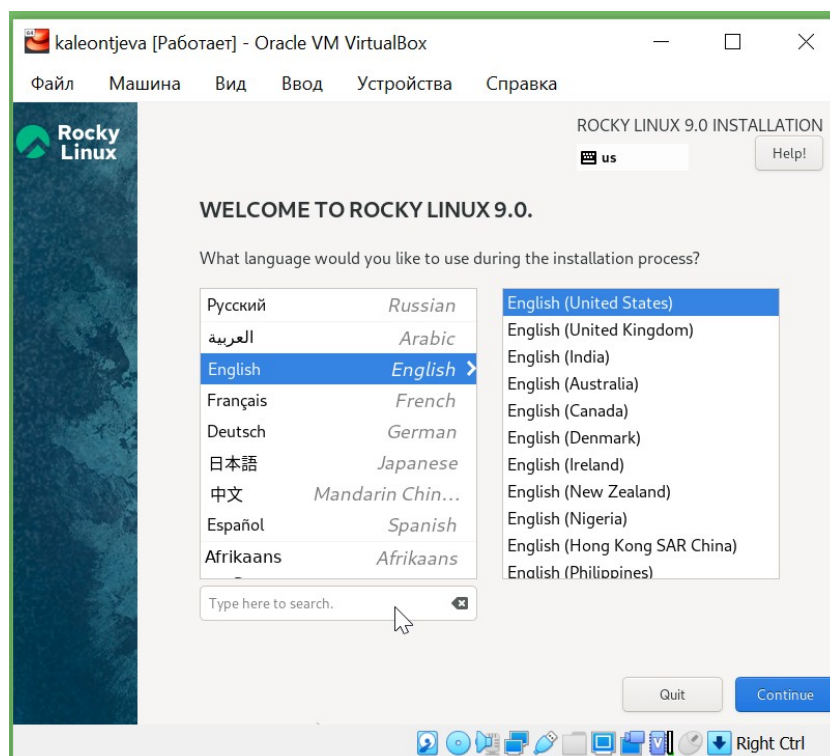 kaleontjeva [Работает] - Oracle VM VirtualBox
Файл Машина Вид Ввод Устройства Справка
Rocky Linux
ROCKY LINUX 9.0 INSTALLATION
us
Help!
WELCOME TO ROCKY LINUX 9.0.
What language would you like to use during the installation process?
Русский Russian
العربية Arabic
English English
Français French
Deutsch German
日本語 Japanese
中文 Mandarin Chin...
Español Spanish
Afrikaans Afrikaans
English (United States)
English (United Kingdom)
English (India)
English (Australia)
English (Canada)
English (Denmark)
English (Ireland)
English (New Zealand)
English (Nigeria)
English (Hong Kong SAR China)
English (Philippines)
Type here to search.
Quit
Continue
Right Ctrl